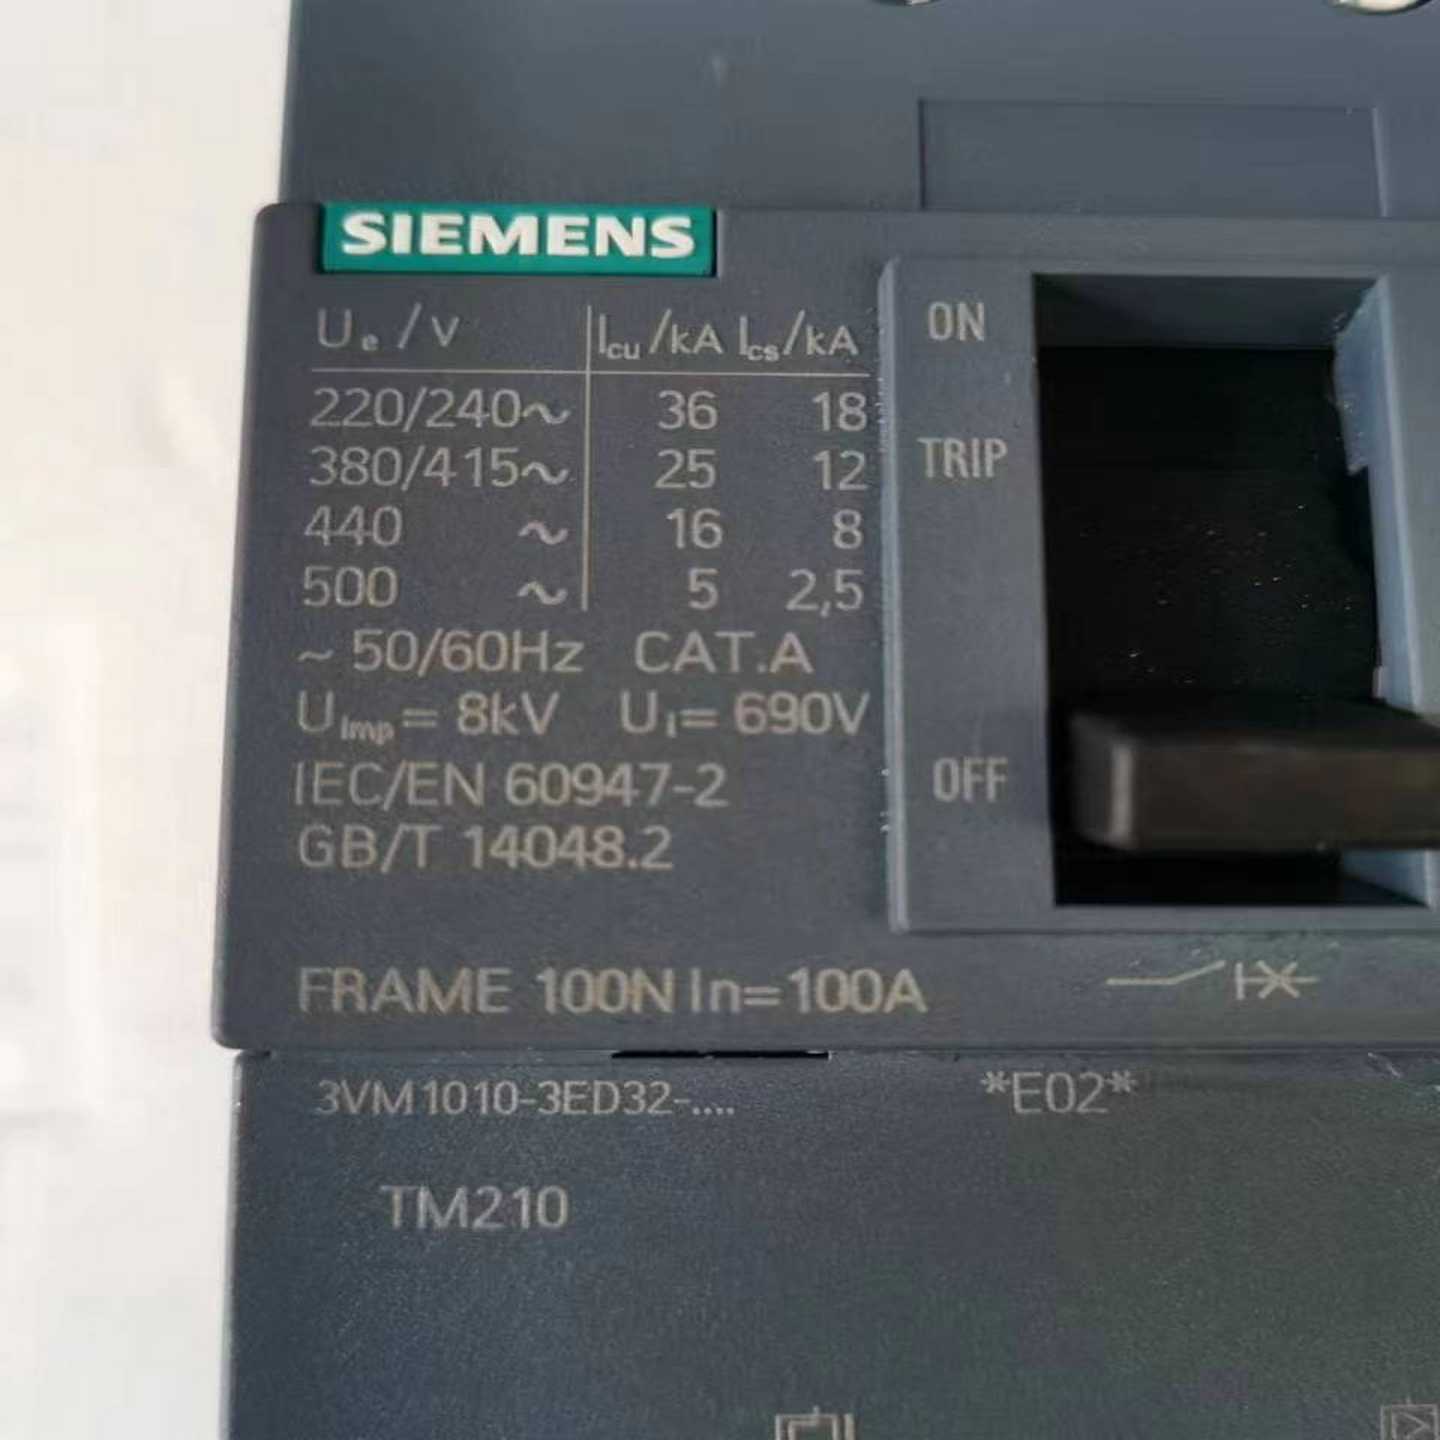 SIEMENS
Ue/V Icu/kA Ics/kA
220/240~ 36 18
380/415~ 25 12
440 ~ 16 8
500 ~ 5 2,5
~ 50/60Hz CAT.A
Uimp= 8kV Ui= 690V
IEC/EN 60947-2
GB/T 14048.2
FRAME 100N In=100A
ON
TRIP
OFF
3VM1010-3ED32-.... *E02*
TM210